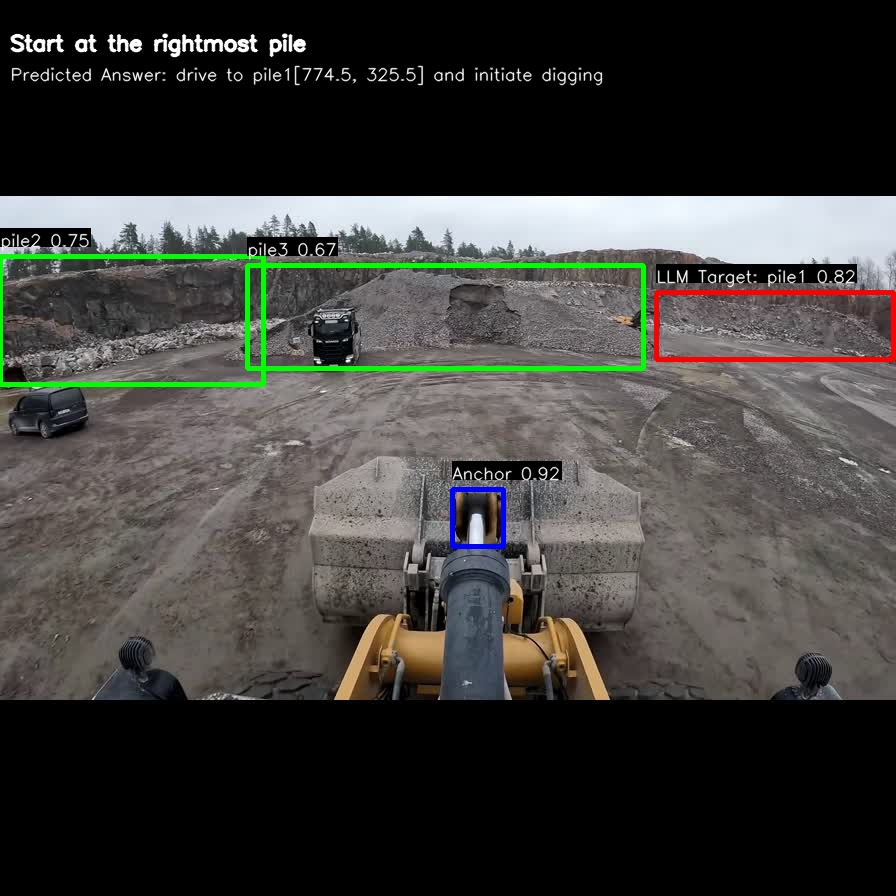 Start at the rightmost pile
Predicted Answer: drive to pile1[774.5, 325.5] and initiate digging
pile2 0.75
pile3 0.67
LLM Target: pile1 0.82
Anchor 0.92